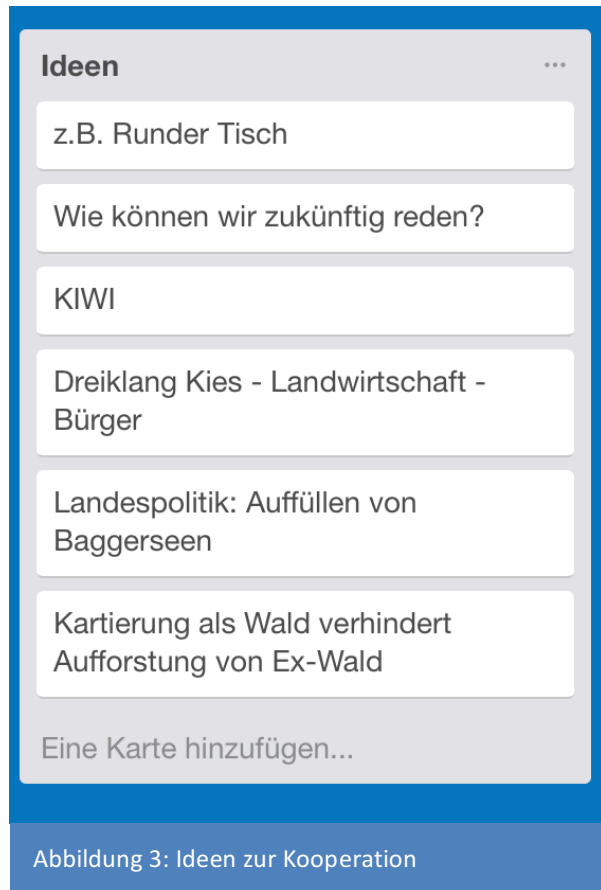 Ideen
z.B. Runder Tisch
Wie können wir zukünftig reden?
KIWI
Dreiklang Kies - Landwirtschaft -
Bürger
Landespolitik: Auffüllen von
Baggerseen
Kartierung als Wald verhindert
Aufforstung von Ex-Wald
Eine Karte hinzufügen...
Abbildung 3: Ideen zur Kooperation